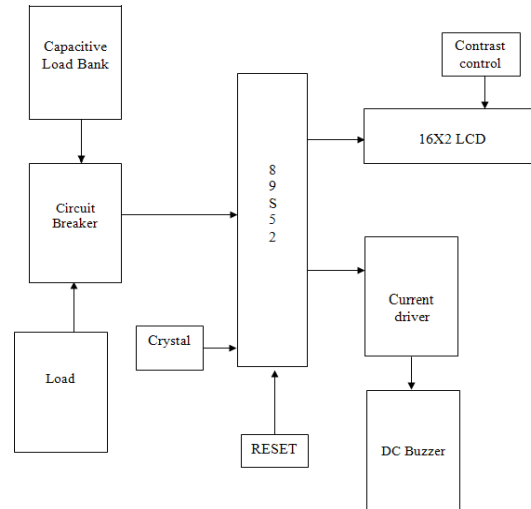 Capacitive
Load Bank
Contrast
control
16X2 LCD
8
9
S
5
2
Circuit
Breaker
Current
driver
Crystal
Load
RESET
DC Buzzer